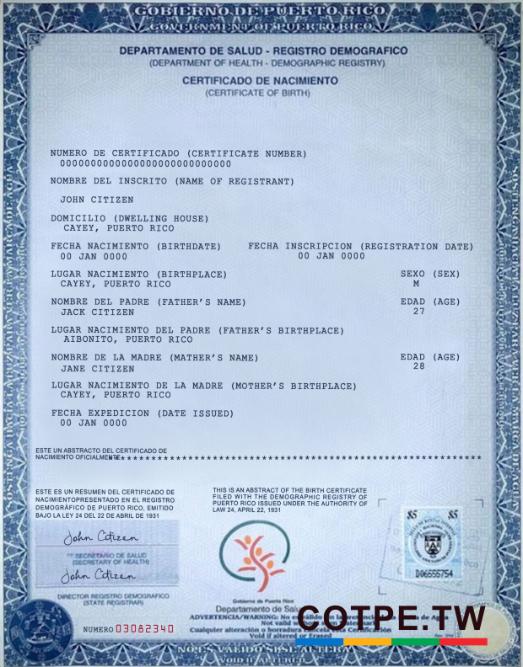 GOBIERNO DE PUERTO RICO
GOVERNMENT OF PUERTO RICO
DEPARTAMENTO DE SALUD - REGISTRO DEMOGRAFICO
(DEPARTMENT OF HEALTH - DEMOGRAPHIC REGISTRY)
CERTIFICADO DE NACIMIENTO
(CERTIFICATE OF BIRTH)
NUMERO DE CERTIFICADO (CERTIFICATE NUMBER)
0000000000000000000000000000
NOMBRE DEL INSCRITO (NAME OF REGISTRANT)
JOHN CITIZEN
DOMICILIO (DWELLING HOUSE)
CAYEY, PUERTO RICO
FECHA NACIMIENTO (BIRTHDATE) FECHA INSCRIPCION (REGISTRATION DATE)
00 JAN 0000 00 JAN 0000
LUGAR NACIMIENTO (BIRTHPLACE) SEXO (SEX)
CAYEY, PUERTO RICO M
NOMBRE DEL PADRE (FATHER'S NAME) EDAD (AGE)
JACK CITIZEN 27
LUGAR NACIMIENTO DEL PADRE (FATHER'S BIRTHPLACE)
AIBONITO, PUERTO RICO
NOMBRE DE LA MADRE (MATHER'S NAME) EDAD (AGE)
JANE CITIZEN 28
LUGAR NACIMIENTO DE LA MADRE (MOTHER'S BIRTHPLACE)
CAYEY, PUERTO RICO
FECHA EXPEDICION (DATE ISSUED)
00 JAN 0000
ESTE UN ABSTRACTO DEL CERTIFICADO DE
NACIMIENTO OFICIALMENTE
ESTE ES UN RESUMEN DEL CERTIFICADO DE
NACIMIENTOPRESENTADO EN EL REGISTRO
DEMOGRÁFICO DE PUERTO RICO, EMITIDO
BAJO LA LEY 24 DEL 22 DE ABRIL DE 1931
THIS IS AN ABSTRACT OF THE BIRTH CERTIFICATE
FILED WITH THE DEMOGRAPHIC REGISTRY OF
PUERTO RICO ISSUED UNDER THE AUTHORITY OF
LAW 24, APRIL 22, 1931
John Citizen
SECRETARIO DE SALUD
(SECRETARY OF HEALTH)
John Citizen
DIRECTOR REGISTRO DEMOGRAFICO
(STATE REGISTRAR)
$5 $5
D06555754
Gobierno de Puerto Rico
Departamento de Salud
COTPE.TW
NUMERO 03082340
ADVERTENCIA/WARNING: No es válido
de Agua
Not valid
Cualquier alteración o borradura cancela esta Certificación
Void if altered or Erased
NO ES VALIDO SI SE ALTERA
VOID IF ALTERED